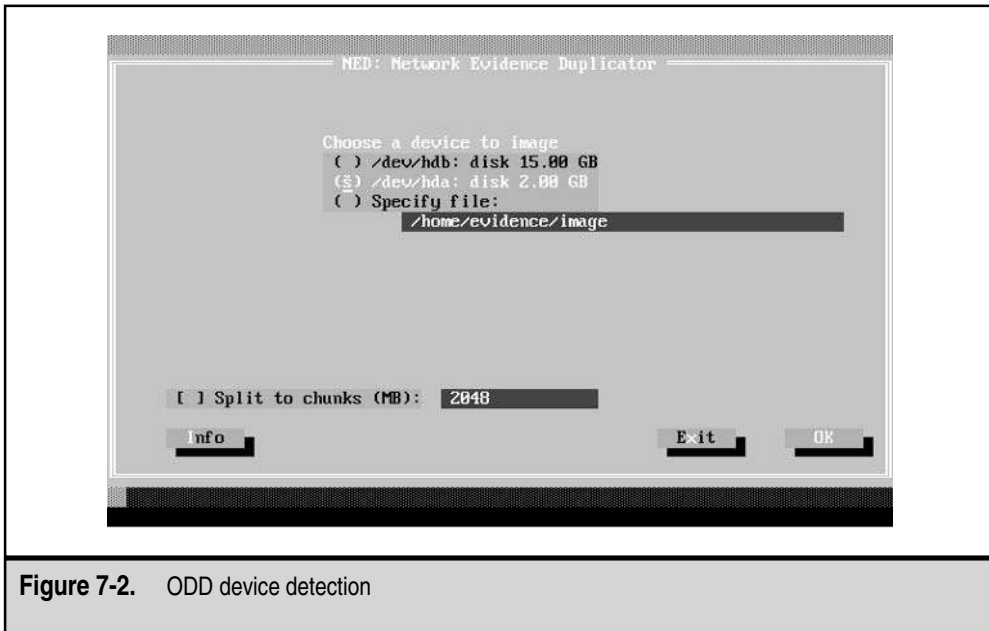 NED: Network Evidence Duplicator
Choose a device to image
( ) /dev/hdb: disk 15.00 GB
(š) /dev/hda: disk 2.00 GB
( ) Specify file:
/home/evidence/image
[ ] Split to chunks (MB): 2048
Info Exit OK
Figure 7-2. ODD device detection